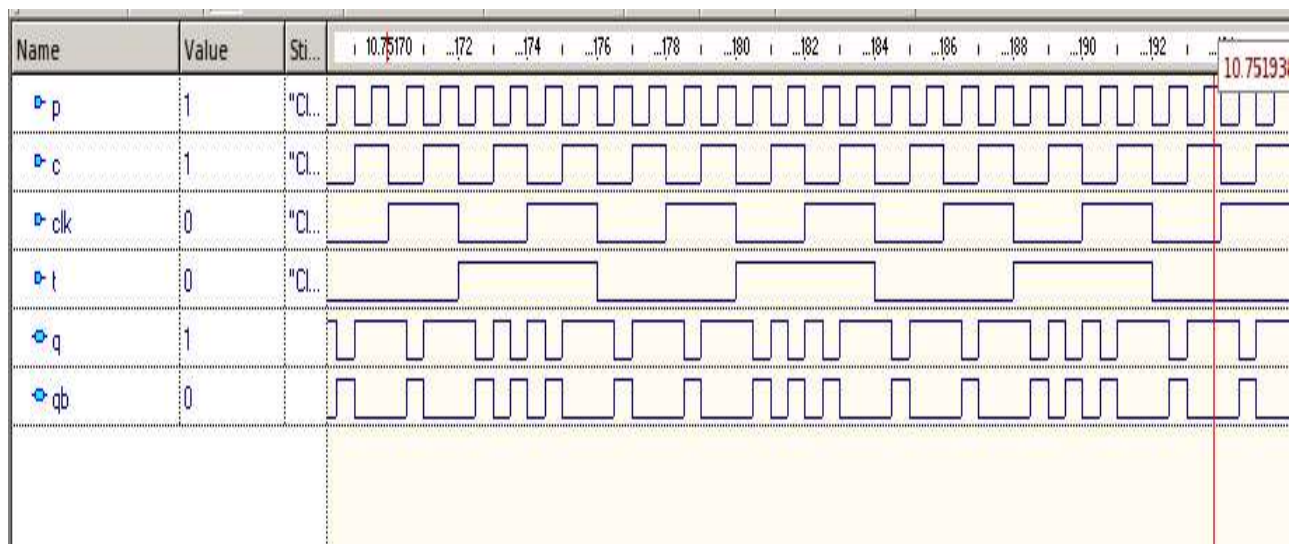 Name Value Sti... 10.75170 ...172 ...174 ...176 ...178 ...180 ...182 ...184 ...186 ...188 ...190 ...192
10.751938
p 1 "Cl...
c 1 "Cl...
clk 0 "Cl...
t 0 "Cl...
q 1
qb 0